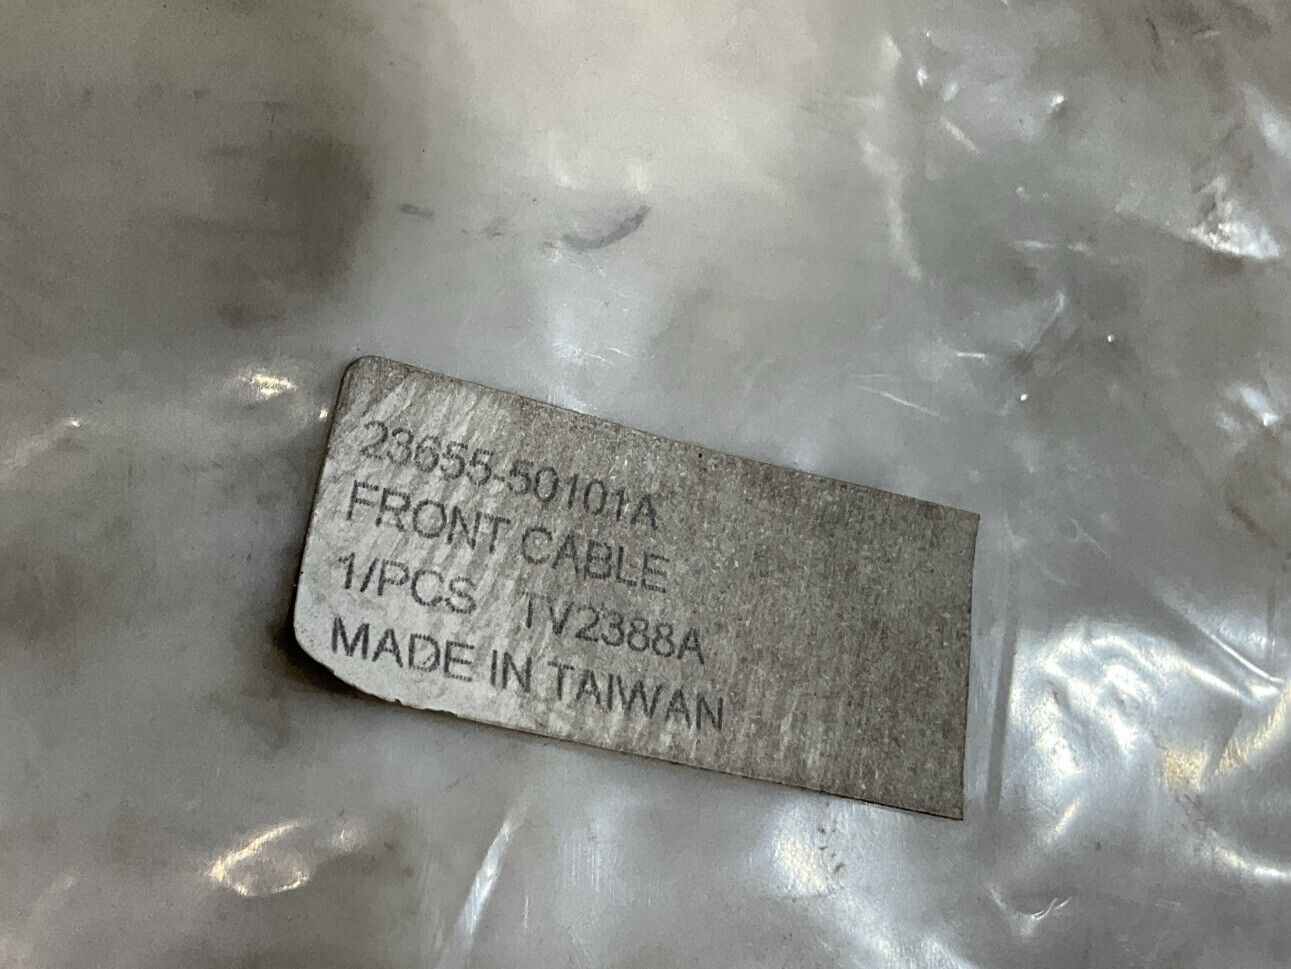 23655-50101A
FRONT CABLE
1/PCS TV2388A
MADE IN TAIWAN